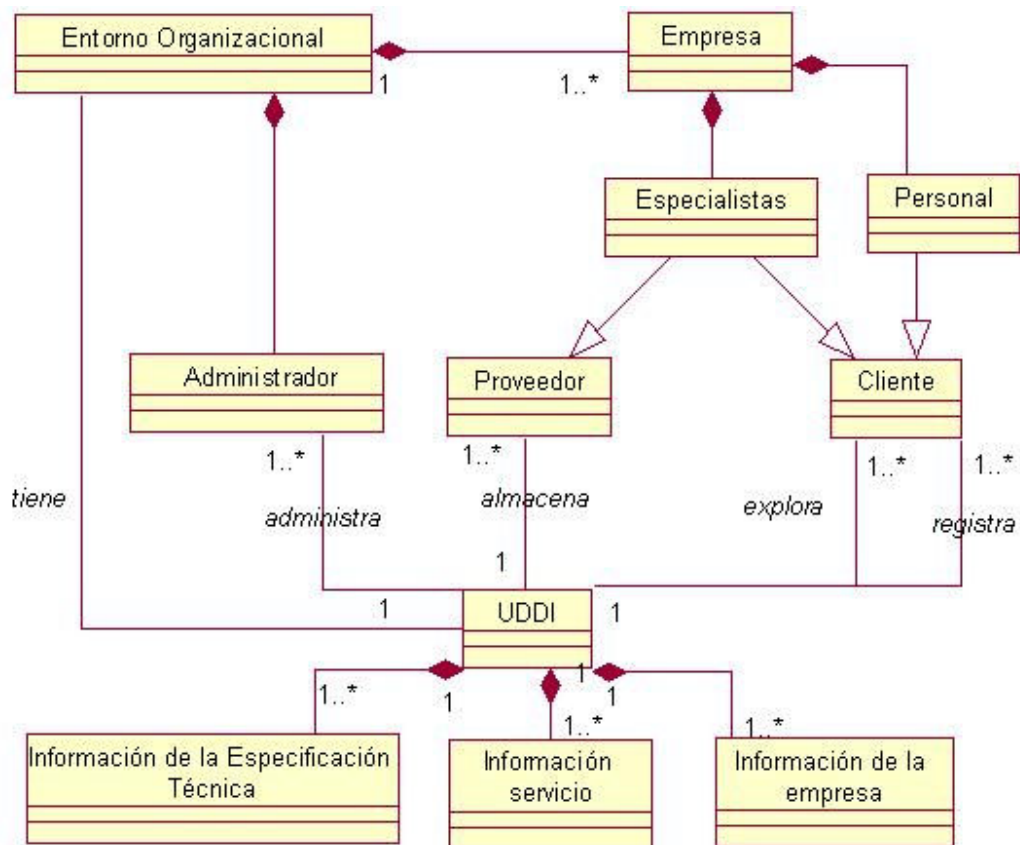 Entorno Organizacional
Empresa
1
1..*
Especialistas
Personal
Administrador
Proveedor
Cliente
1..*
1..*
1..*
1..*
tiene
administra
almacena
explora
registra
1
1
UDDI
1
1..*
1
1
1
1..*
1..*
Información de la Especificación
Técnica
Información
servicio
Información de la
empresa